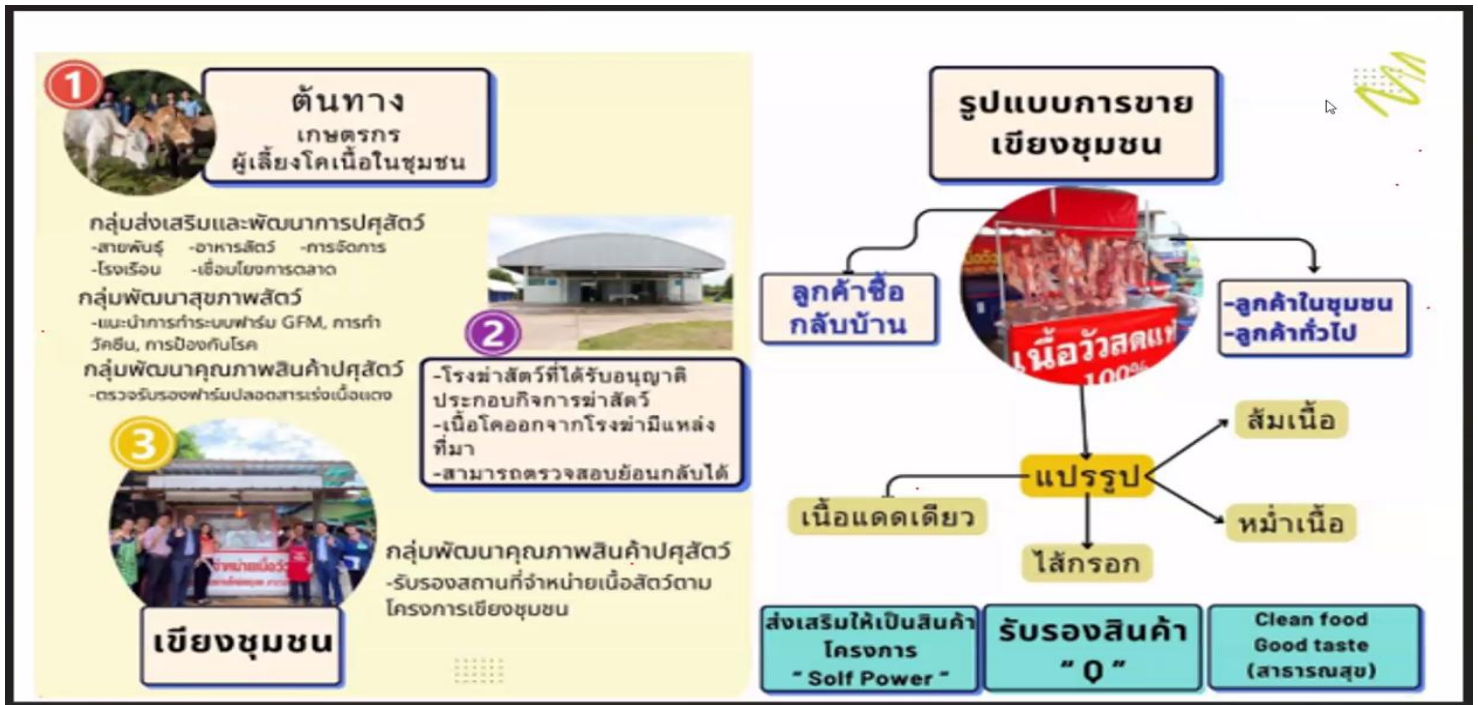 1
ต้นทาง
เกษตรกร
ผู้เลี้ยงโคเนื้อในชุมชน
กลุ่มส่งเสริมและพัฒนาการปศุสัตว์
-สายพันธุ์ -อาหารสัตว์ -การจัดการ
-โรงเรือน -เชื่อมโยงการตลาด
กลุ่มพัฒนาสุขภาพสัตว์
-แนะนำการทำระบบฟาร์ม GFM, การทำ
วัคซีน, การป้องกันโรค
กลุ่มพัฒนาคุณภาพสินค้าปศุสัตว์
-ตรวจรับรองฟาร์มปลอดสารเร่งเนื้อแดง
2
-โรงฆ่าสัตว์ที่ได้รับอนุญาติ
ประกอบกิจการฆ่าสัตว์
-เนื้อโคออกจากโรงฆ่ามีแหล่ง
ที่มา
-สามารถตรวจสอบย้อนกลับได้
3
จำหน่ายเนื้อวัว
เขียงชุมชน
กลุ่มพัฒนาคุณภาพสินค้าปศุสัตว์
-รับรองสถานที่จำหน่ายเนื้อสัตว์ตาม
โครงการเขียงชุมชน
รูปแบบการขาย
เขียงชุมชน
ลูกค้าซื้อ
กลับบ้าน
เนื้อวัวสดแท้
100%
-ลูกค้าในชุมชน
-ลูกค้าทั่วไป
แปรรูป
ส้มเนื้อ
หม่ำเนื้อ
เนื้อแดดเดียว
ไส้กรอก
ส่งเสริมให้เป็นสินค้า
โครงการ
“ Solf Power ”
รับรองสินค้า
“ Q ”
Clean food
Good taste
(สาธารณสุข)